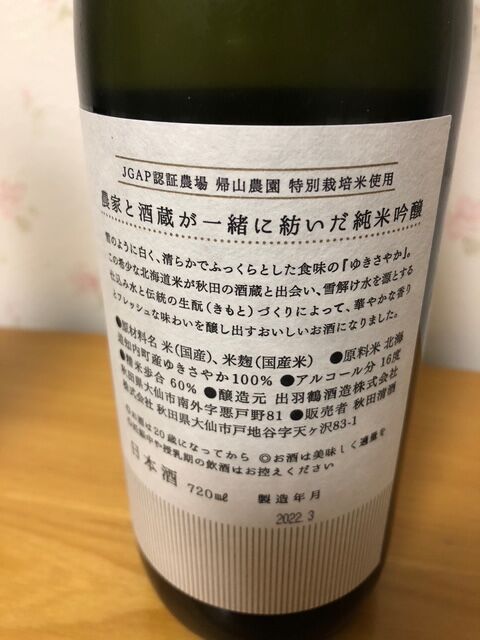 JGAP認証農場 帰山農園 特別栽培米使用
農家と酒蔵が一緒に紡いだ純米吟醸
雪のように白く、清らかでふっくらとした食味の『ゆきさやか』。
この希少な北海道米が秋田の酒蔵と出会い、雪解け水を源とする
仕込み水と伝統の生酛(きもと)づくりによって、華やかな香り
とフレッシュな味わいを醸し出すおいしいお酒になりました。
●原材料名 米(国産)、米麹(国産米) ●原料米 北海
道知内町産ゆきさやか100% ●アルコール分 16度
●精米歩合 60% ●醸造元 出羽鶴酒造株式会社
秋田県大仙市南外字悪戸野81 ●販売者 秋田清酒
株式会社 秋田県大仙市戸地谷字天ヶ沢83-1
◎お酒は20歳になってから ◎お酒は美味しく適量を
や授乳期の飲酒はお控えください
日本酒 720ml 製造年月
2022.3